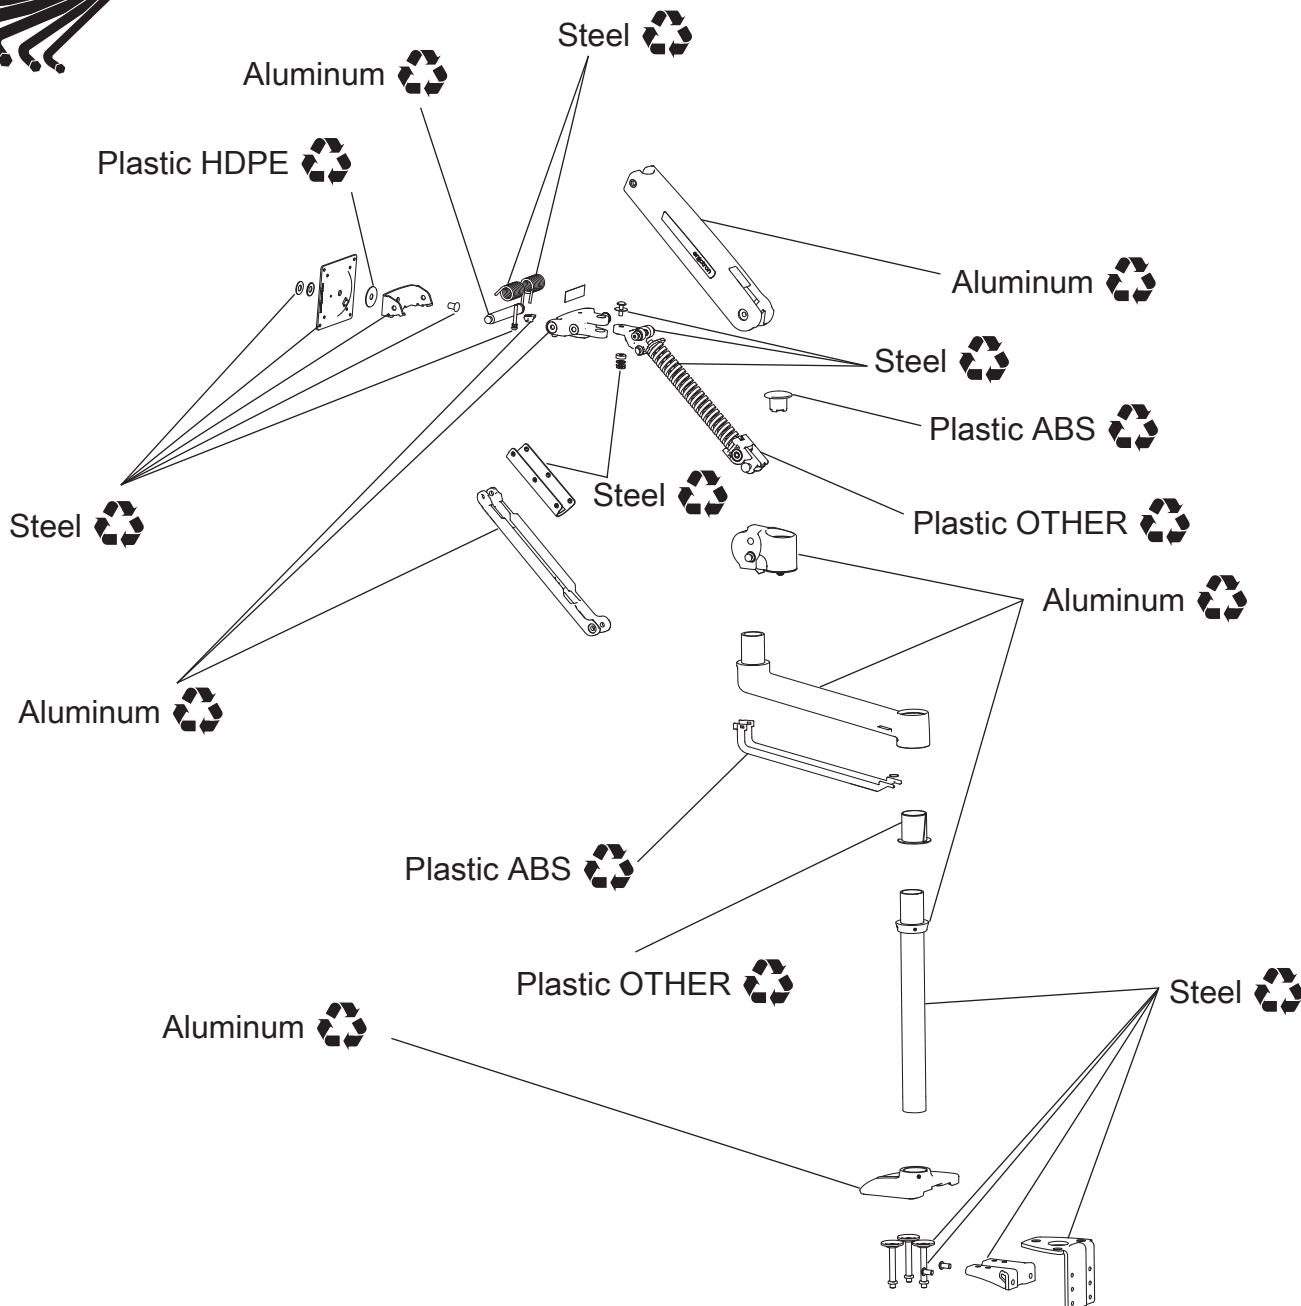 Steel
Aluminum
Plastic HDPE
ergotron
Aluminum
Steel
Plastic ABS
Steel
Steel
Plastic OTHER
Aluminum
Aluminum
Plastic ABS
Plastic OTHER
Steel
Aluminum